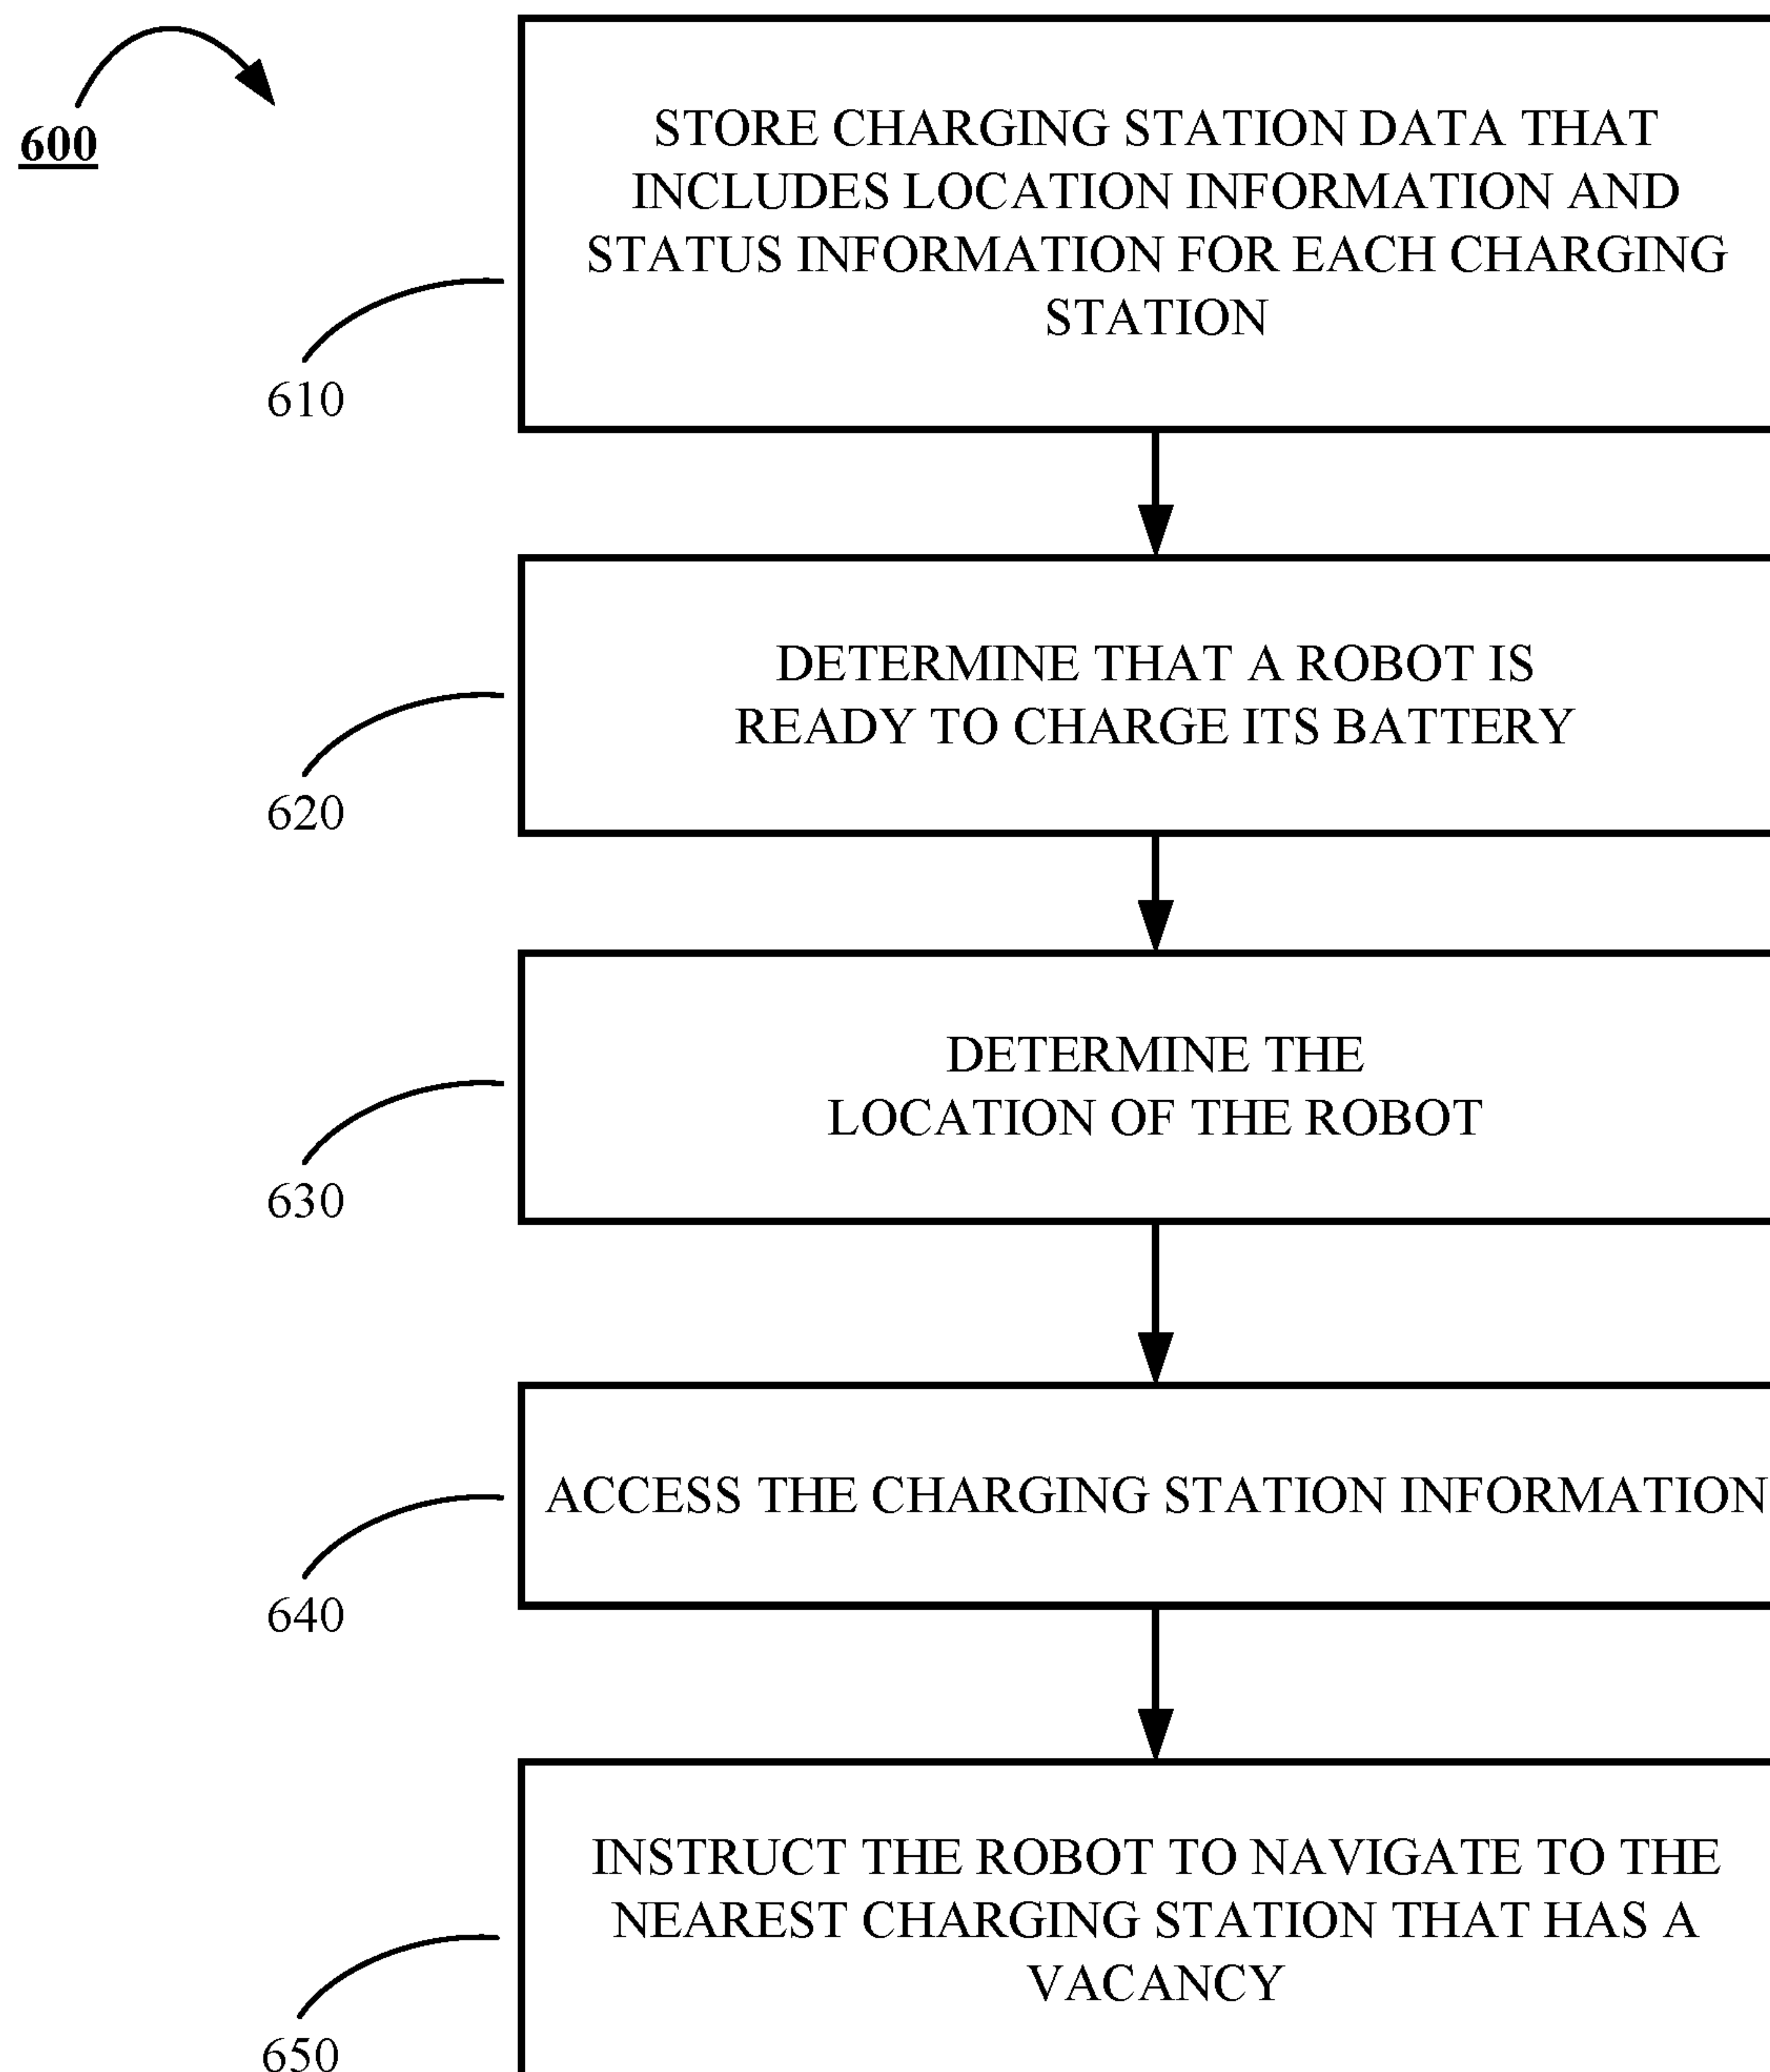 600
STORE CHARGING STATION DATA THAT
INCLUDES LOCATION INFORMATION AND
STATUS INFORMATION FOR EACH CHARGING
STATION
610
DETERMINE THAT A ROBOT IS
READY TO CHARGE ITS BATTERY
620
DETERMINE THE
LOCATION OF THE ROBOT
630
ACCESS THE CHARGING STATION INFORMATION
640
INSTRUCT THE ROBOT TO NAVIGATE TO THE
NEAREST CHARGING STATION THAT HAS A
VACANCY
650